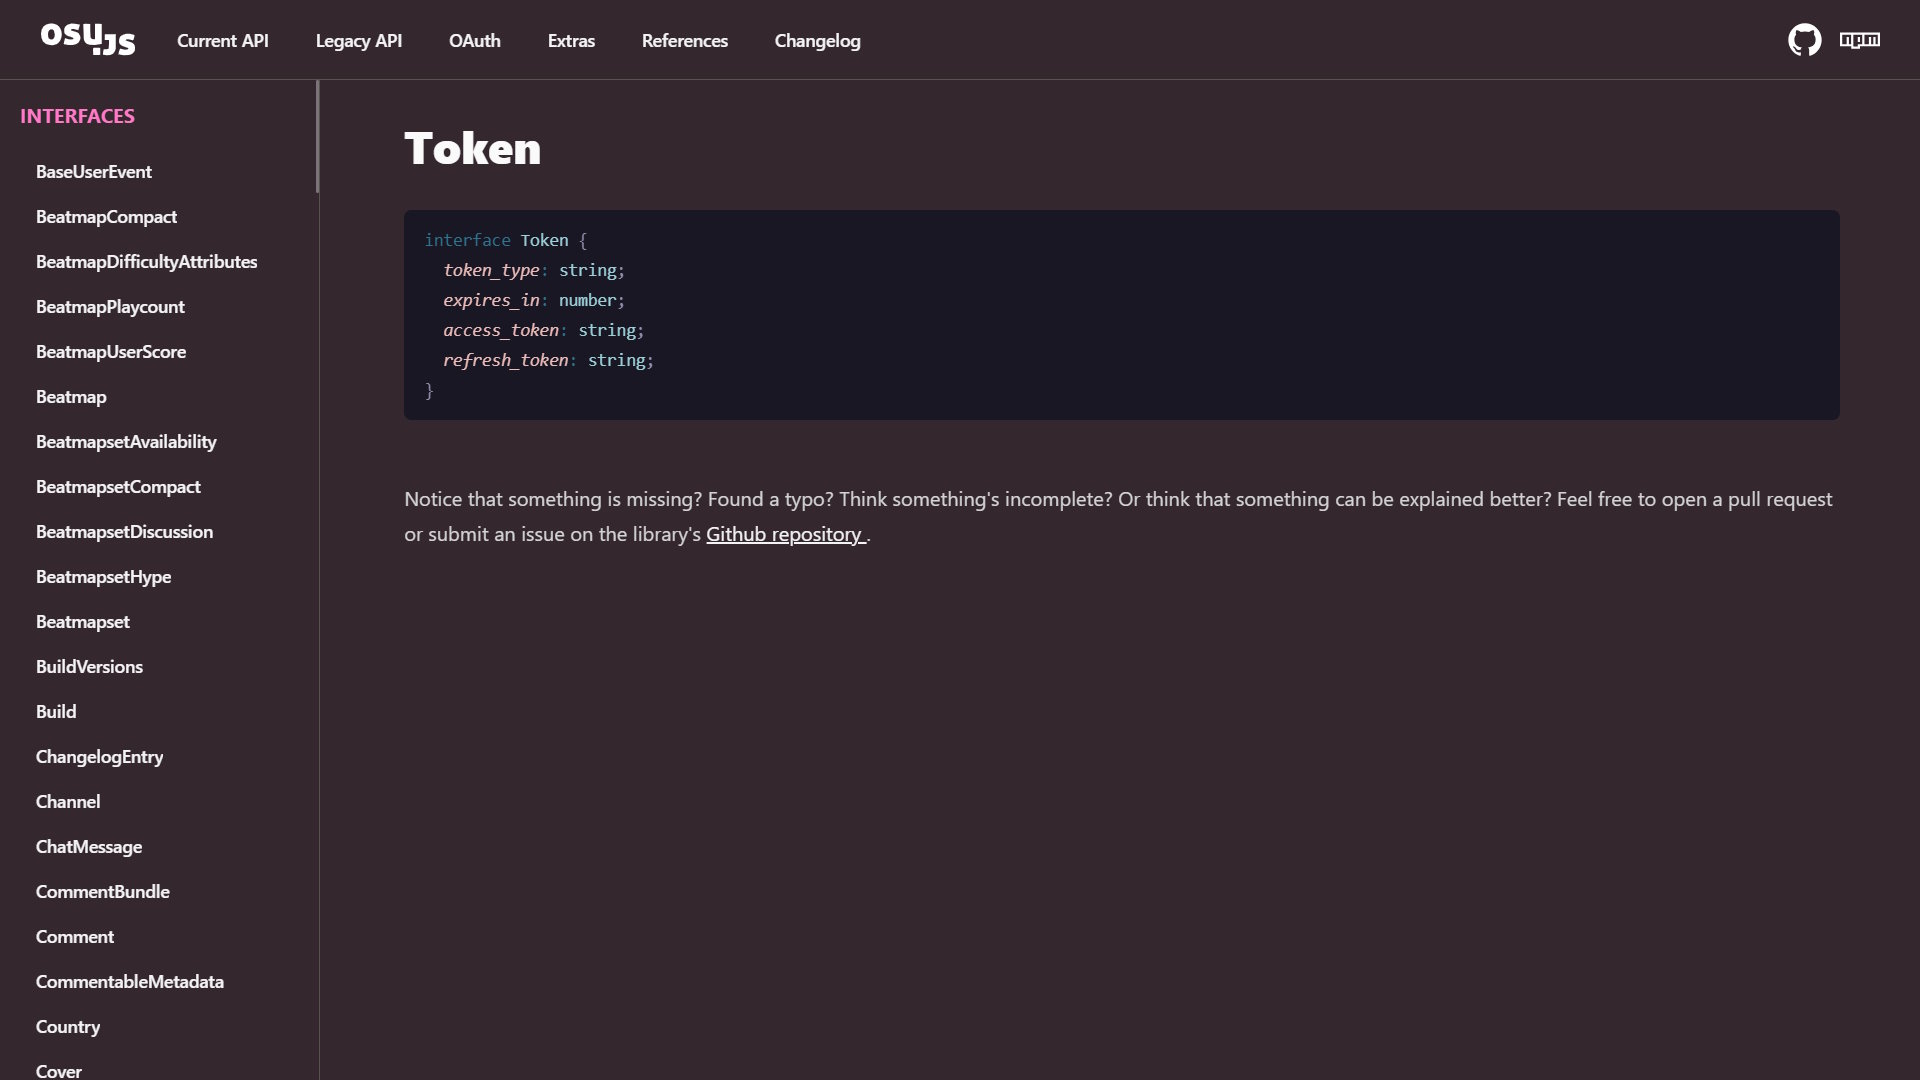 osu.JS
Current API
Legacy API
OAuth
Extras
References
Changelog
npm
INTERFACES
BaseUserEvent
BeatmapCompact
BeatmapDifficultyAttributes
BeatmapPlaycount
BeatmapUserScore
Beatmap
BeatmapsetAvailability
BeatmapsetCompact
BeatmapsetDiscussion
BeatmapsetHype
Beatmapset
BuildVersions
Build
ChangelogEntry
Channel
ChatMessage
CommentBundle
Comment
CommentableMetadata
Country
Cover
Token
interface Token {
  token_type: string;
  expires_in: number;
  access_token: string;
  refresh_token: string;
}
Notice that something is missing? Found a typo? Think something's incomplete? Or think that something can be explained better? Feel free to open a pull request
or submit an issue on the library's Github repository .